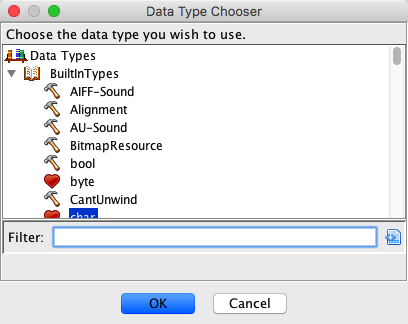 Data Type Chooser
Choose the data type you wish to use.
Data Types
BuiltInTypes
AIFF-Sound
Alignment
AU-Sound
BitmapResource
bool
byte
CantUnwind
char
Filter:
OK
Cancel